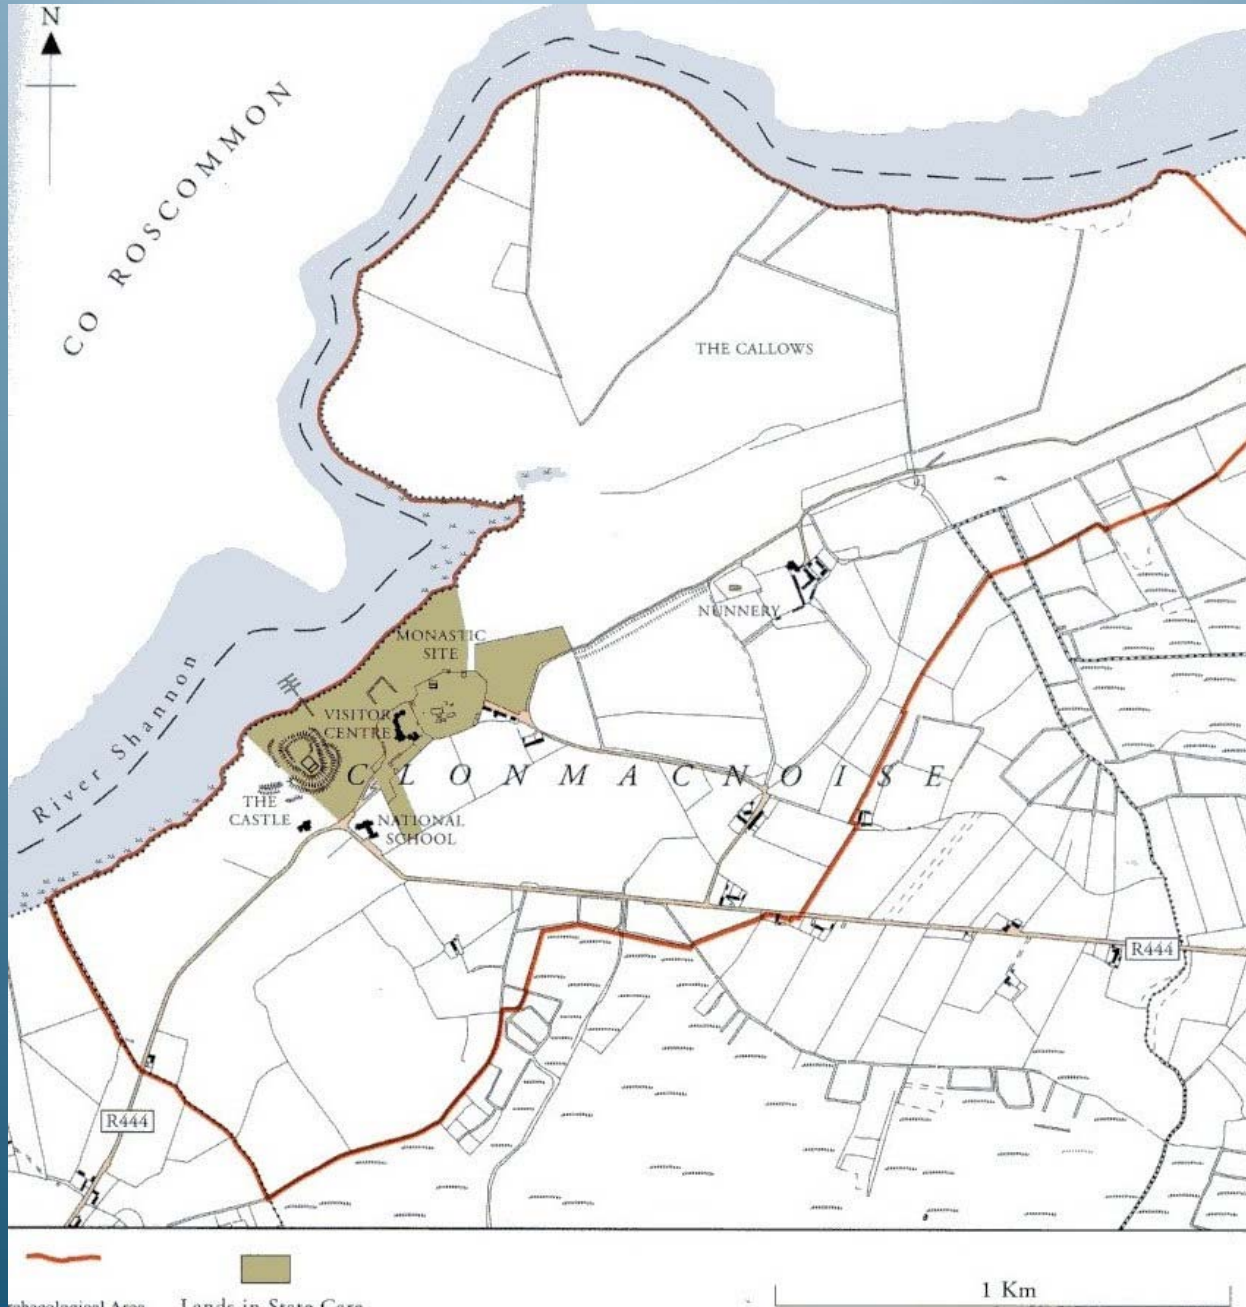 N
CO ROSCOMMON
THE CALLOWS
NUNNERY
MONASTIC
SITE
River Shannon
VISITOR
CENTRE
CLONMACNOISE
THE
CASTLE
NATIONAL
SCHOOL
R444
R444
1 Km
Area
Lands in State Care